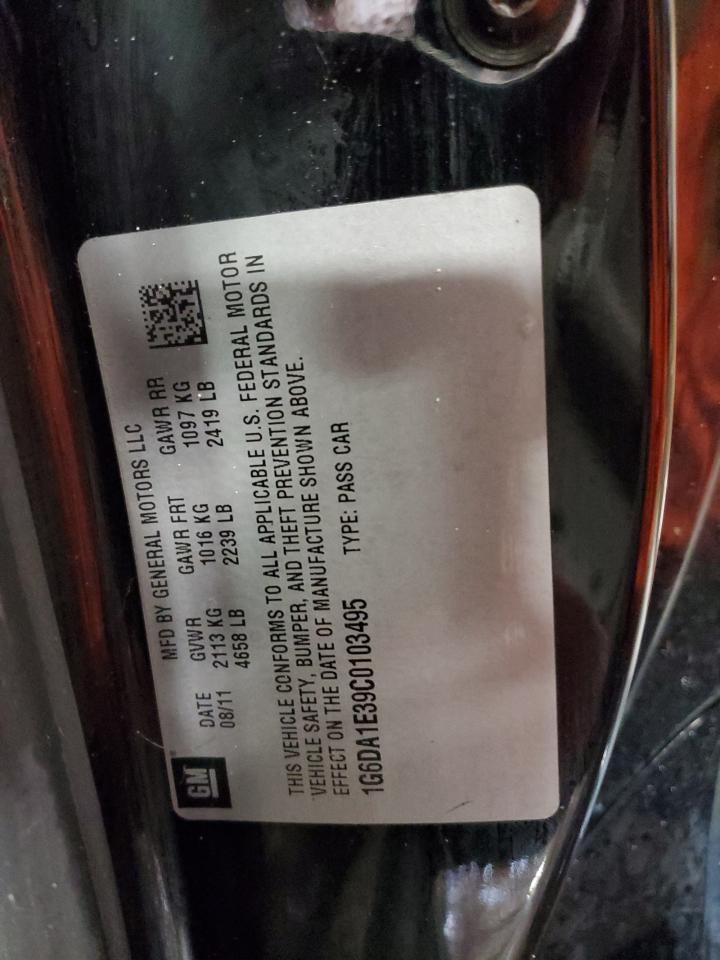 GM
MFD BY GENERAL MOTORS LLC
DATE GVWR GAWR FRT GAWR RR
08/11 2113 KG 1016 KG 1097 KG
4658 LB 2239 LB 2419 LB
THIS VEHICLE CONFORMS TO ALL APPLICABLE U.S. FEDERAL MOTOR
VEHICLE SAFETY, BUMPER, AND THEFT PREVENTION STANDARDS IN
EFFECT ON THE DATE OF MANUFACTURE SHOWN ABOVE.
1G6DA1E39C0103495 TYPE: PASS CAR